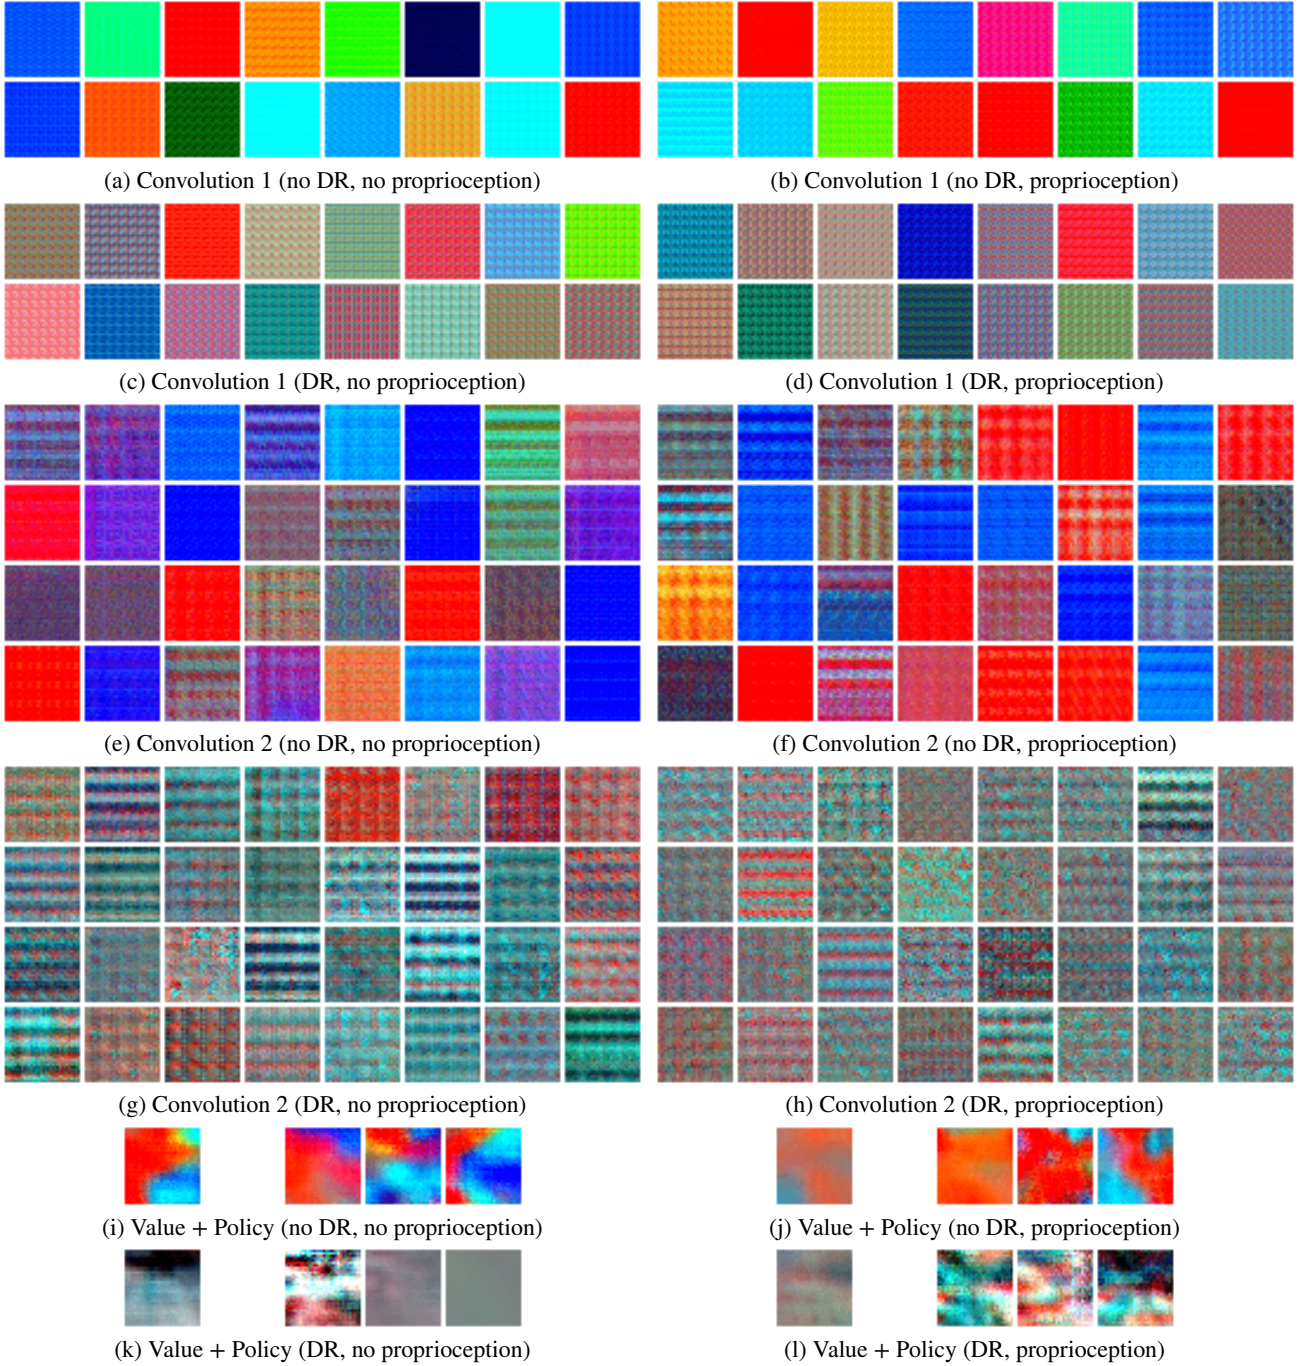 (a) Convolution 1 (no DR, no proprioception)
(b) Convolution 1 (no DR, proprioception)
(c) Convolution 1 (DR, no proprioception)
(d) Convolution 1 (DR, proprioception)
(e) Convolution 2 (no DR, no proprioception)
(f) Convolution 2 (no DR, proprioception)
(g) Convolution 2 (DR, no proprioception)
(h) Convolution 2 (DR, proprioception)
(i) Value + Policy (no DR, no proprioception)
(j) Value + Policy (no DR, proprioception)
(k) Value + Policy (DR, no proprioception)
(l) Value + Policy (DR, proprioception)